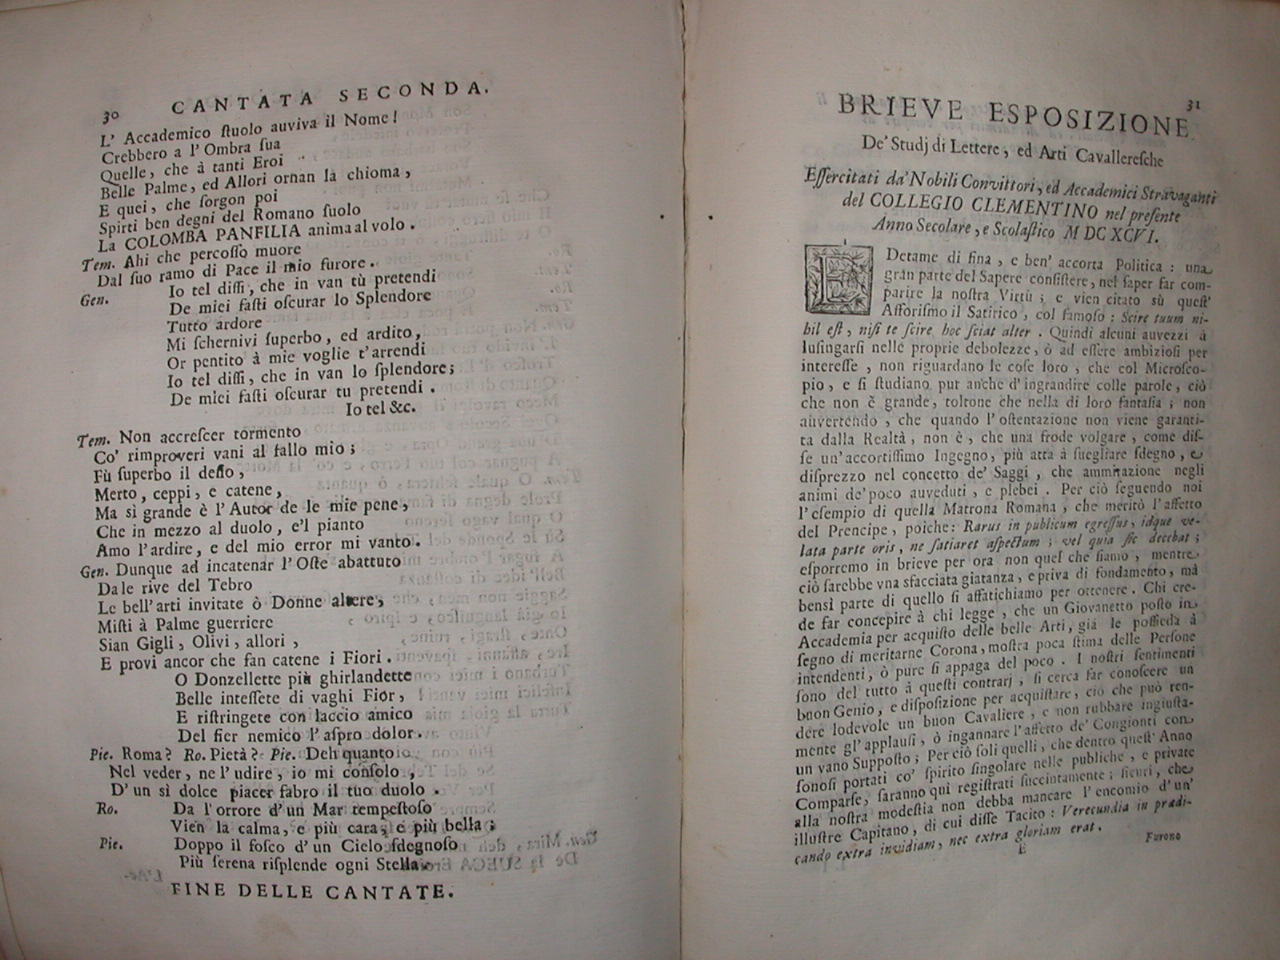 30 CANTATA SECONDA.
L' Accademico ſtuolo auviva il Nome!
Crebbero a l'Ombra ſua
Quelle, che à tanti Eroi
Belle Palme, ed Allori ornan la chioma,
E quei, che ſorgon poi
Spirti ben degni del Romano ſuolo
La COLOMBA PANFILIA anima al volo.
Tem. Ahi che percoſſo muore
Dal ſuo ramo di Pace il mio furore.
Gen. Io tel diſſi, che in van tù pretendi
De miei faſti oſcurar lo Splendore
Tutto ardore
Mi ſchernivi ſuperbo, ed ardito,
Or pentito à mie voglie t'arrendi
Io tel diſſi, che in van lo ſplendore;
De miei faſti oſcurar tu pretendi.
Io tel &c.
Tem. Non accreſcer tormento
Co' rimproveri vani al fallo mio;
Fù ſuperbo il deſio,
Merto, ceppi, e catene,
Ma sì grande è l'Autor de le mie pene,
Che in mezzo al duolo, e'l pianto
Amo l'ardire, e del mio error mi vanto.
Gen. Dunque ad incatenar l'Oſte abattuto
Dale rive del Tebro
Le bell'arti invitate ò Donne altere;
Miſti à Palme guerriere
Sian Gigli, Olivi, allori,
E provi ancor che fan catene i Fiori.
O Donzellette più ghirlandette
Belle inteſſete di vaghi Fior,
E riſtringete con laccio amico
Del fier nemico l'aſpro dolor.
Pie. Roma? Ro. Pietà? Pie. Deh quanto
Nel veder, ne l'udire, io mi conſolo,
D'un sì dolce piacer fabro il tuo duolo.
Ro. Da l'orrore d'un Mar tempeſtoſo
Vien la calma, e più cara, e più bella;
Pie. Doppo il foſco d'un Cielo ſdegnoſo
Più ſerena riſplende ogni Stella.
FINE DELLE CANTATE.
31
BRIEVE ESPOSIZIONE
De' Studj di Lettere, ed Arti Cavallereſche
Eſſercitati da' Nobili Convittori, ed Accademici Stravaganti
del COLLEGIO CLEMENTINO nel preſente
Anno Secolare, e Scolaſtico M DC XCVI.
E Detame di fina, e ben' accorta Politica: una
gran parte del Sapere conſiſtere, nel ſaper far com-
parire la noſtra Virtù; e vien citato sù queſt'
Afforiſmo il Satirico, col famoſo: Scire tuum ni-
hil eſt, niſi te ſcire hoc ſciat alter. Quindi alcuni auvezzi à
luſingarſi nelle proprie debolezze, ò ad eſſere ambizioſi per
intereſſe, non riguardano le coſe loro, che col Microſco-
pio, e ſi ſtudiano pur anche d'ingrandire colle parole, ciò
che non è grande, toltone che nella di loro fantaſia; non
auvertendo, che quando l'oſtentazione non viene garanti-
ta dalla Realtà, non è, che una frode volgare, come diſ-
ſe un'accortiſſimo Ingegno, più atta à ſuegliare ſdegno, e
diſprezzo nel concetto de' Saggi, che ammirazione negli
animi de' poco auveduti, e plebei. Per ciò ſeguendo noi
l'eſempio di quella Matrona Romana, che meritò l'affetto
del Prencipe, poiche: Rarus in publicum egreſſus, idque ve-
lata parte oris, ne ſatiaret aſpectum; vel quia ſic decebat;
eſporremo in brieve per ora non quel che ſiamo, mentre
ciò ſarebbe vna sfacciata giatanza, e priva di fondamento, mà
bensì parte di quello ſi affatichiamo per ottenere. Chi cre-
de far concepire à chi legge, che un Giovanetto poſto in
Accademia per acquiſto delle belle Arti, già le poſſieda à
ſegno di meritarne Corona, moſtra poca ſtima delle Perſone
intendenti, ò pure ſi appaga del poco. I noſtri ſentimenti
ſono del tutto à queſti contrarj, ſi cerca far conoſcere un
buon Genio, e diſpoſizione per acquiſtare, ciò che può ren-
dere lodevole un buon Cavaliere, e non rubbare ingiuſta-
mente gl'applauſi, ò ingannare l'affetto de' Congionti con
un vano Suppoſto; Per ciò ſoli quelli, che dentro queſt' Anno
ſonoſi portati co' ſpirito ſingolare nelle publiche, e private
Comparſe, ſaranno qui regiſtrati ſuccintamente; ſicuri, che
alla noſtra modeſtia non debba mancare l'encomio d'un'
illuſtre Capitano, di cui diſſe Tacito: Verecundia in prædi-
cando extra invidiam, nec extra gloriam erat.
E Furono